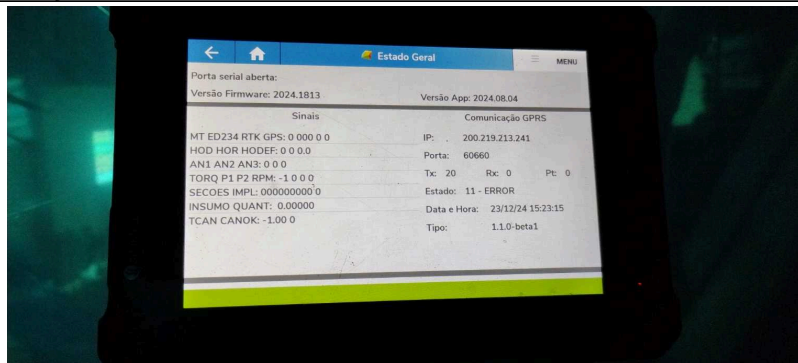 Estado Geral
MENU
Porta serial aberta:
Versão Firmware: 2024.1813
Versão App: 2024.08.04
Sinais
MT ED234 RTK GPS: 0 000 0 0
HOD HOR HODEF: 0 0 0.0
AN1 AN2 AN3: 0 0 0
TORQ P1 P2 RPM: -1 0 0 0
SECOES IMPL: 000000000 0
INSUMO QUANT: 0.00000
TCAN CANOK: -1.00 0
Comunicação GPRS
IP: 200.219.213.241
Porta: 60660
Tx: 20 Rx: 0 Pt: 0
Estado: 11 - ERROR
Data e Hora: 23/12/24 15:23:15
Tipo: 1.1.0-beta1